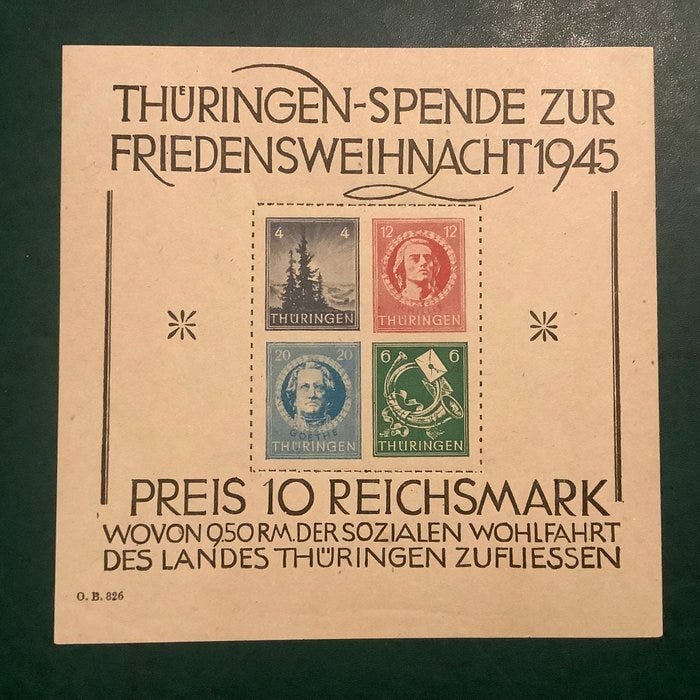 THÜRINGEN-SPENDE ZUR
FRIEDENSWEIHNACHT 1945
4 4
THÜRINGEN
12 12
THÜRINGEN
20 20
GOETHE
THÜRINGEN
6 6
THÜRINGEN
PREIS 10 REICHSMARK
WOVON 9,50 RM. DER SOZIALEN WOHLFAHRT
DES LANDES THÜRINGEN ZUFLIESSEN
O. B. 826